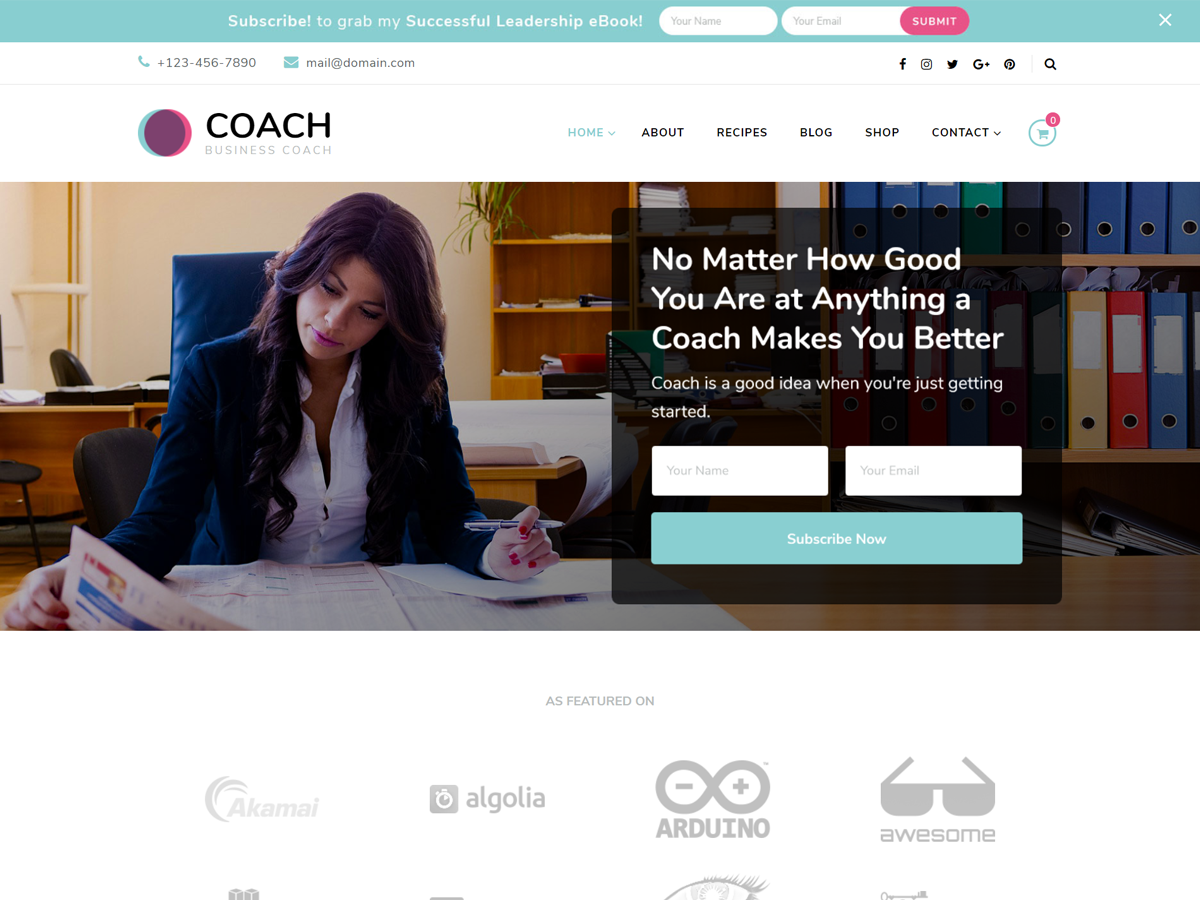 Subscribe! to grab my Successful Leadership eBook!
Your Name
Your Email
SUBMIT
+123-456-7890
mail@domain.com
COACH
BUSINESS COACH
HOME
ABOUT
RECIPES
BLOG
SHOP
CONTACT
0
No Matter How Good
You Are at Anything a
Coach Makes You Better
Coach is a good idea when you're just getting
started.
Your Name
Your Email
Subscribe Now
AS FEATURED ON
Akamai
algolia
ARDUINO
awesome